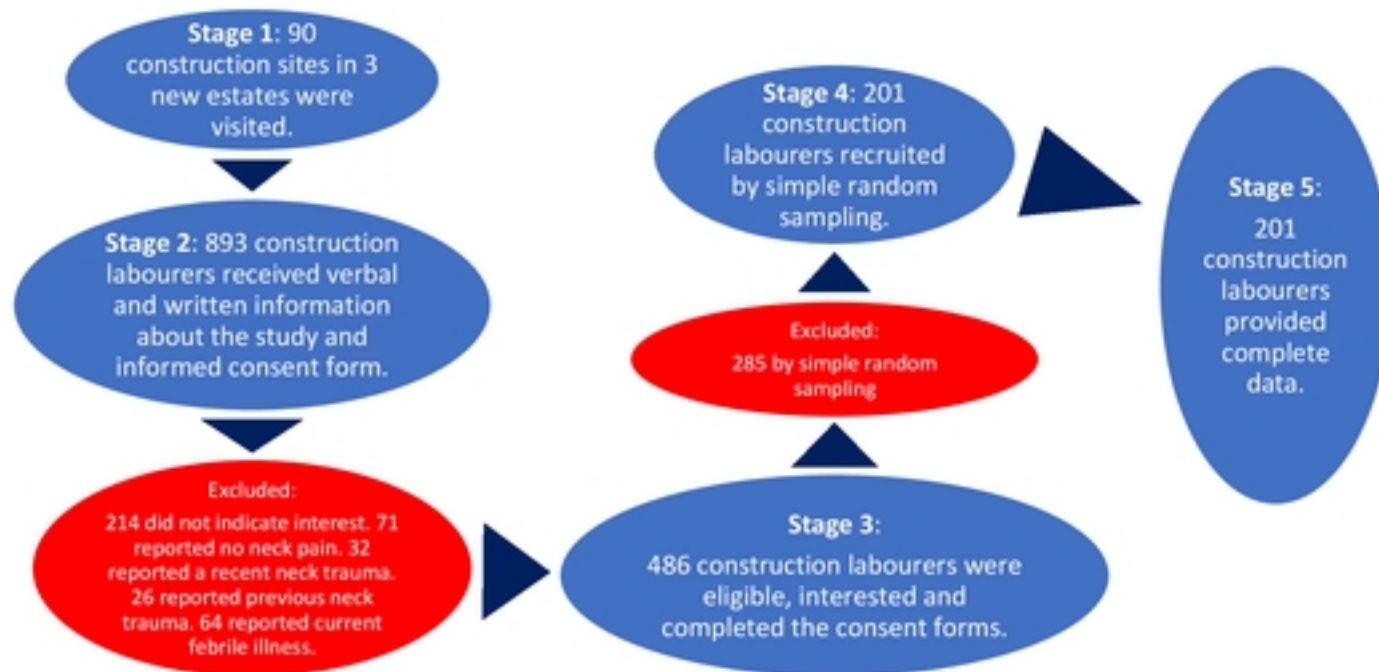 Stage 1: 90
construction sites in 3
new estates were
visited.
Stage 2: 893 construction
labourers received verbal
and written information
about the study and
informed consent form.
Excluded:
214 did not indicate interest. 71
reported no neck pain. 32
reported a recent neck trauma.
26 reported previous neck
trauma. 64 reported current
febrile illness.
Stage 3:
486 construction labourers were
eligible, interested and
completed the consent forms.
Excluded:
285 by simple random
sampling
Stage 4: 201
construction
labourers recruited
by simple random
sampling.
Stage 5:
201
construction
labourers
provided
complete
data.